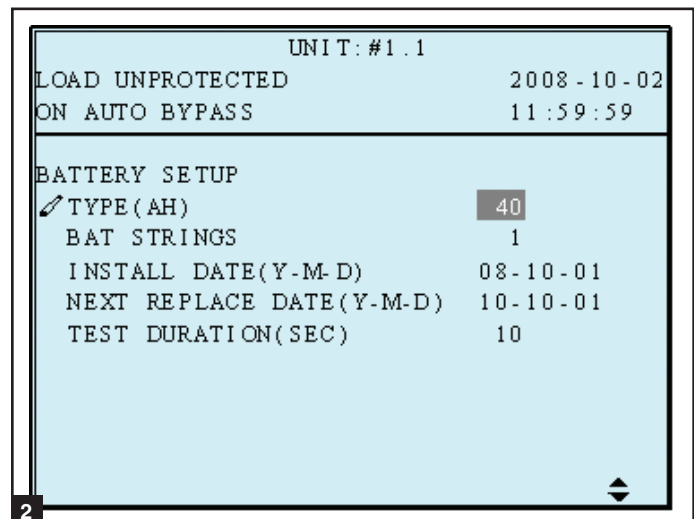 UNIT:#1.1
LOAD UNPROTECTED 2008-10-02
ON AUTO BYPASS 11:59:59
BATTERY SETUP
TYPE(AH) 40
BAT STRINGS 1
INSTALL DATE(Y-M-D) 08-10-01
NEXT REPLACE DATE(Y-M-D) 10-10-01
TEST DURATION(SEC) 10
2